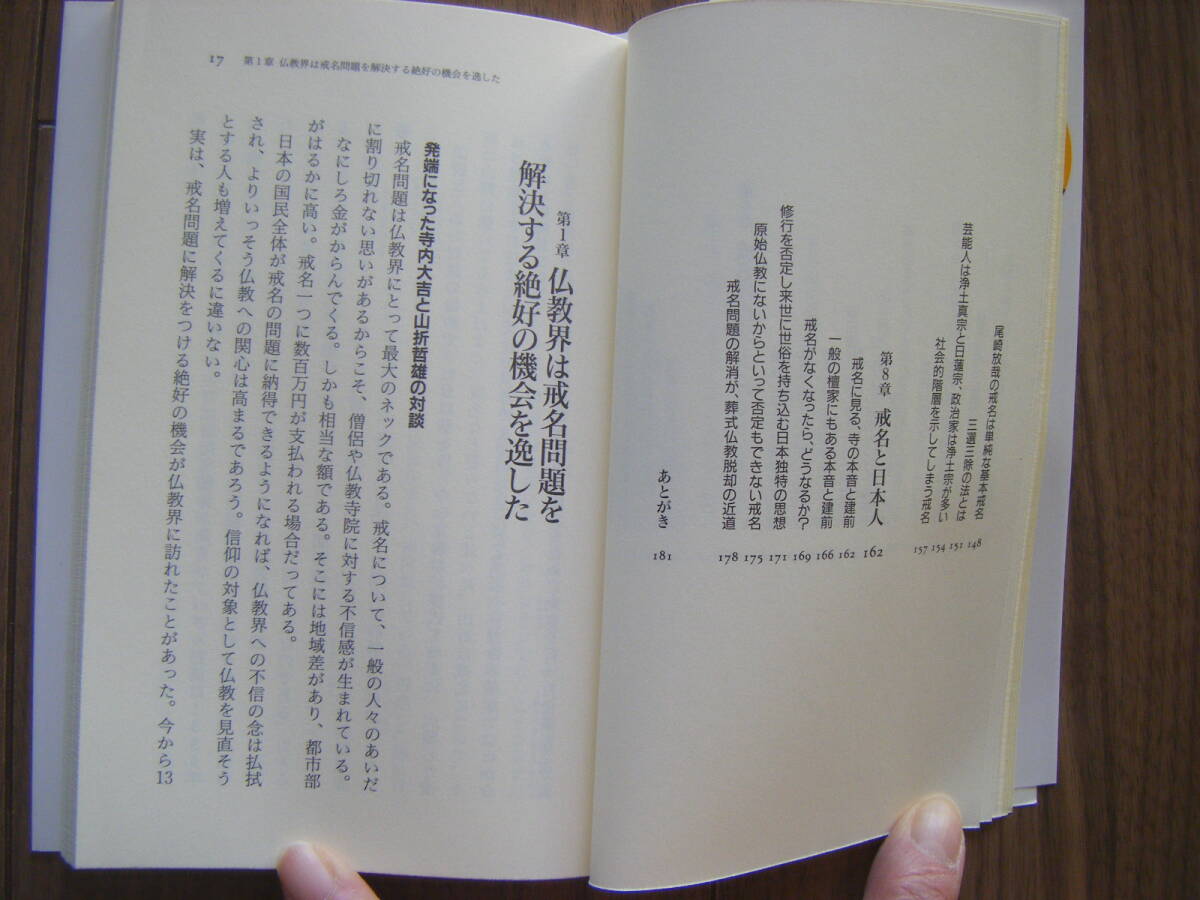 尾崎放哉の戒名は単純な基本戒名 148
三選三除の法とは 151
芸能人は浄土真宗と日蓮宗、政治家は浄土宗が多い 154
社会的階層を示してしまう戒名 157
第8章 戒名と日本人 162
戒名に見る、寺の本音と建前 162
一般の檀家にもある本音と建前 166
戒名がなくなったら、どうなるか? 169
修行を否定し来世に世俗を持ち込む日本独特の思想 171
原始仏教にないからといって否定もできない戒名 175
戒名問題の解消が、葬式仏教脱却の近道 178
あとがき 181
17 第1章 仏教界は戒名問題を解決する絶好の機会を逸した
第1章 仏教界は戒名問題を
解決する絶好の機会を逸した
発端になった寺内大吉と山折哲雄の対談
戒名問題は仏教界にとって最大のネックである。戒名について、一般の人々のあいだ
に割り切れない思いがあるからこそ、僧侶や仏教寺院に対する不信感が生まれている。
なにしろ金がからんでくる。しかも相当な額である。そこには地域差があり、都市部
がはるかに高い。戒名一つに数百万円が支払われる場合だってある。
日本の国民全体が戒名の問題に納得できるようになれば、仏教界への不信の念は払拭
され、よりいっそう仏教への関心は高まるであろう。信仰の対象として仏教を見直そう
とする人も増えてくるに違いない。
実は、戒名問題に解決をつける絶好の機会が仏教界に訪れたことがあった。今から13